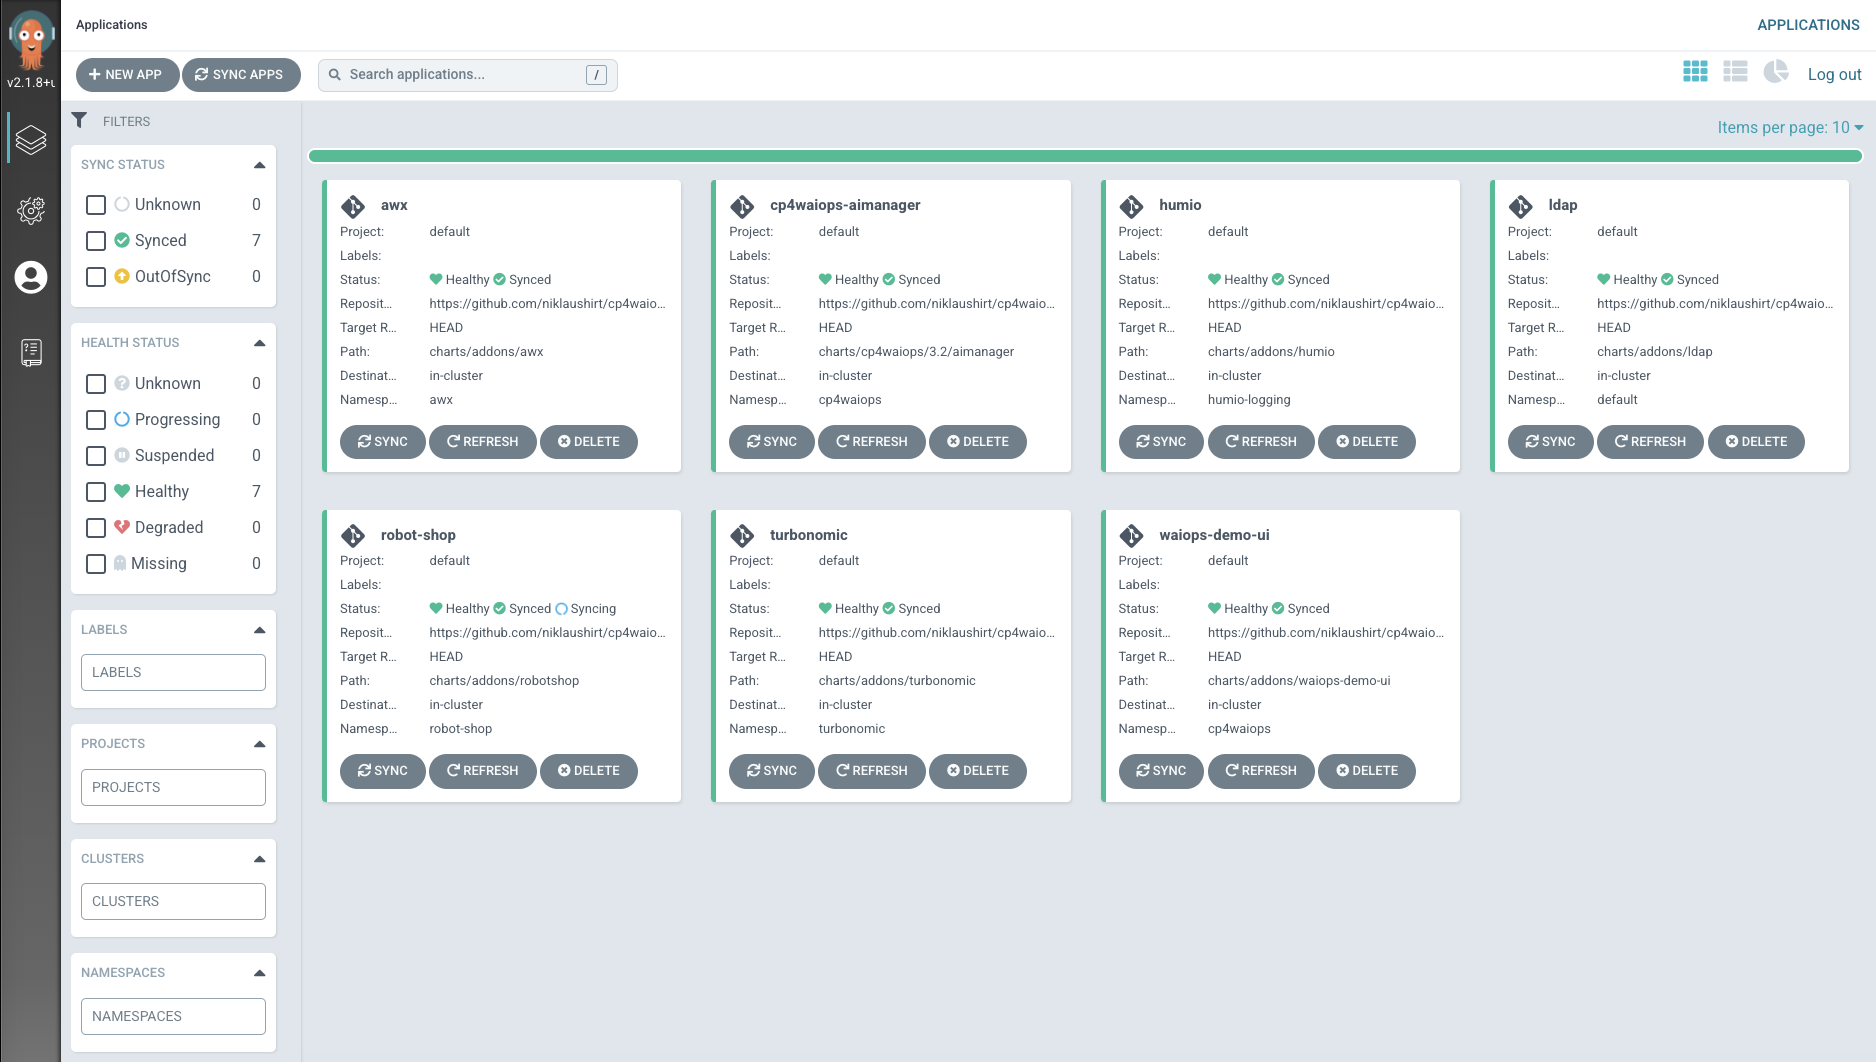 Applications
APPLICATIONS
v2.1.8+u
NEW APP
SYNC APPS
Search applications...
/
Log out
FILTERS
Items per page: 10
SYNC STATUS
Unknown 0
Synced 7
OutOfSync 0
HEALTH STATUS
Unknown 0
Progressing 0
Suspended 0
Healthy 7
Degraded 0
Missing 0
LABELS
LABELS
PROJECTS
PROJECTS
CLUSTERS
CLUSTERS
NAMESPACES
NAMESPACES
awx
Project: default
Labels:
Status: Healthy Synced
Reposit... https://github.com/niklaushirt/cp4waio...
Target R... HEAD
Path: charts/addons/awx
Destinat... in-cluster
Namesp... awx
SYNC REFRESH DELETE
cp4waiops-aimanager
Project: default
Labels:
Status: Healthy Synced
Reposit... https://github.com/niklaushirt/cp4waio...
Target R... HEAD
Path: charts/cp4waiops/3.2/aimanager
Destinat... in-cluster
Namesp... cp4waiops
SYNC REFRESH DELETE
humio
Project: default
Labels:
Status: Healthy Synced
Reposit... https://github.com/niklaushirt/cp4waio...
Target R... HEAD
Path: charts/addons/humio
Destinat... in-cluster
Namesp... humio-logging
SYNC REFRESH DELETE
ldap
Project: default
Labels:
Status: Healthy Synced
Reposit... https://github.com/niklaushirt/cp4waio...
Target R... HEAD
Path: charts/addons/ldap
Destinat... in-cluster
Namesp... default
SYNC REFRESH DELETE
robot-shop
Project: default
Labels:
Status: Healthy Synced Syncing
Reposit... https://github.com/niklaushirt/cp4waio...
Target R... HEAD
Path: charts/addons/robotshop
Destinat... in-cluster
Namesp... robot-shop
SYNC REFRESH DELETE
turbonomic
Project: default
Labels:
Status: Healthy Synced
Reposit... https://github.com/niklaushirt/cp4waio...
Target R... HEAD
Path: charts/addons/turbonomic
Destinat... in-cluster
Namesp... turbonomic
SYNC REFRESH DELETE
waiops-demo-ui
Project: default
Labels:
Status: Healthy Synced
Reposit... https://github.com/niklaushirt/cp4waio...
Target R... HEAD
Path: charts/addons/waiops-demo-ui
Destinat... in-cluster
Namesp... cp4waiops
SYNC REFRESH DELETE